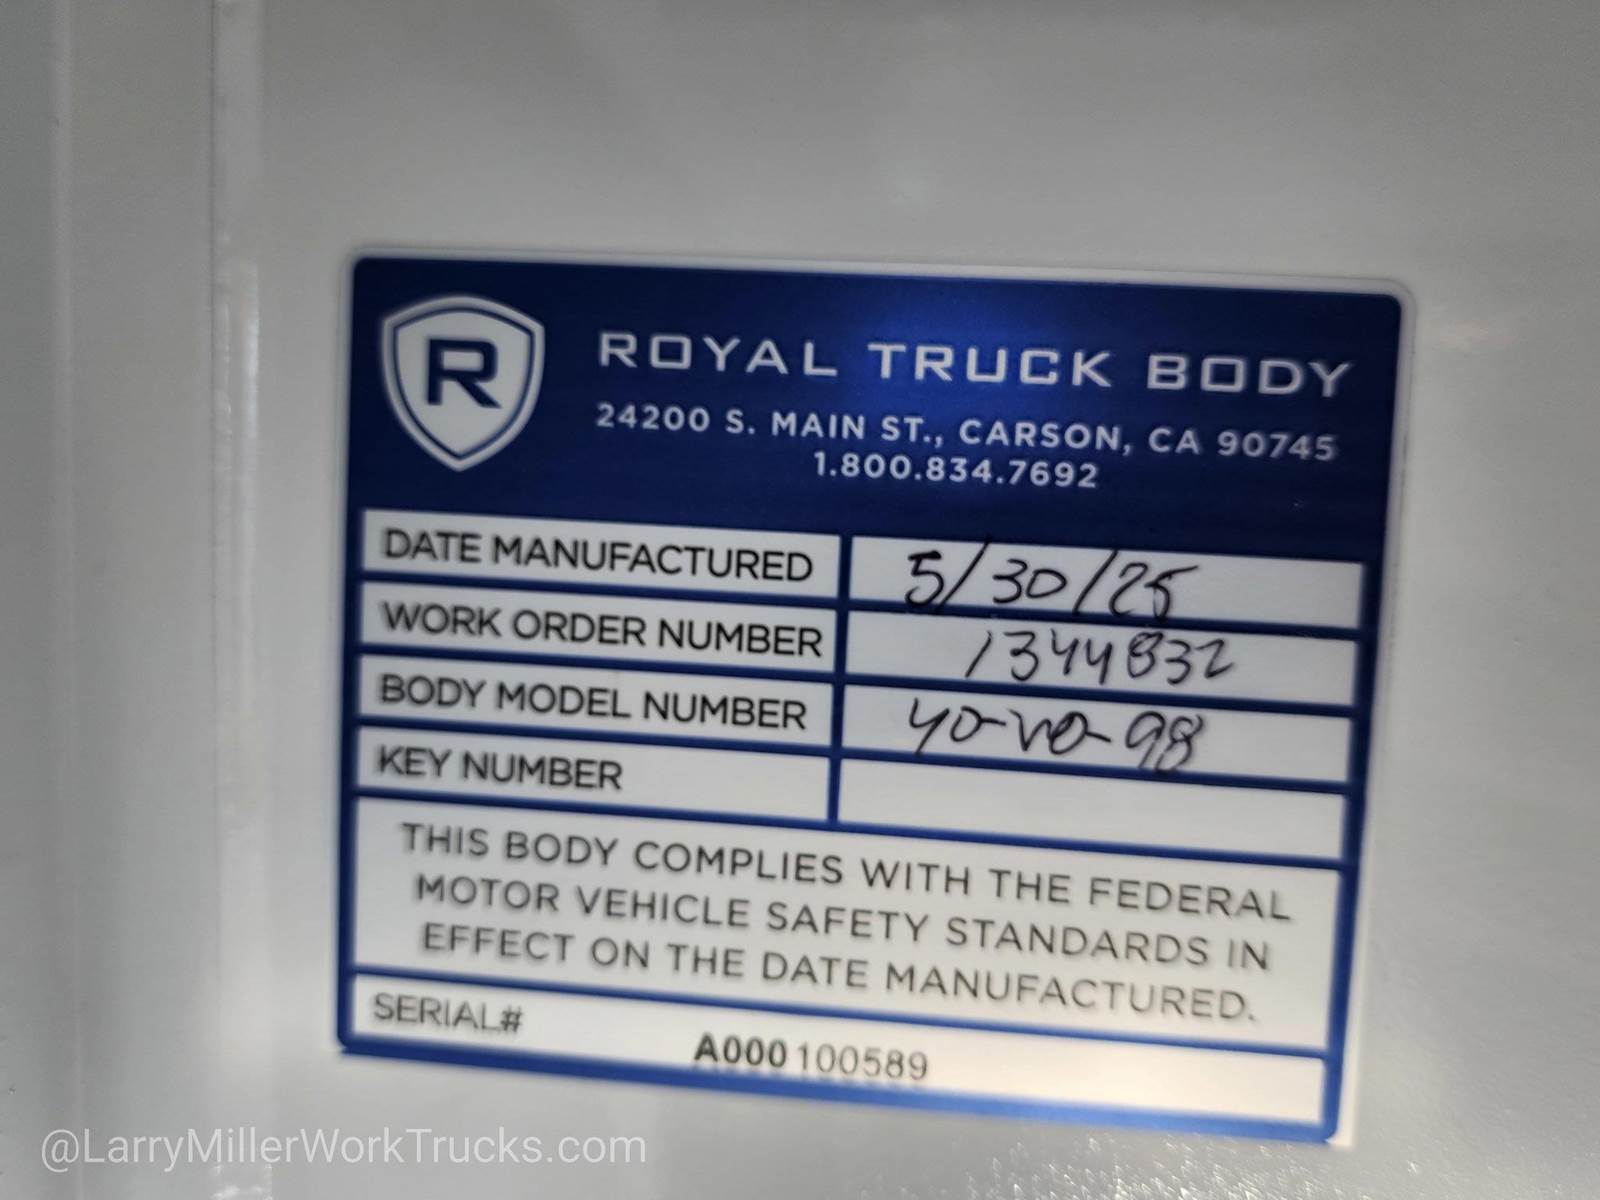 R
ROYAL TRUCK BODY
24200 S. MAIN ST., CARSON, CA 90745
1.800.834.7692
DATE MANUFACTURED 5/30/25
WORK ORDER NUMBER 1344832
BODY MODEL NUMBER 40-VO-98
KEY NUMBER
THIS BODY COMPLIES WITH THE FEDERAL
MOTOR VEHICLE SAFETY STANDARDS IN
EFFECT ON THE DATE MANUFACTURED.
SERIAL# A000100589
@LarryMillerWorkTrucks.com